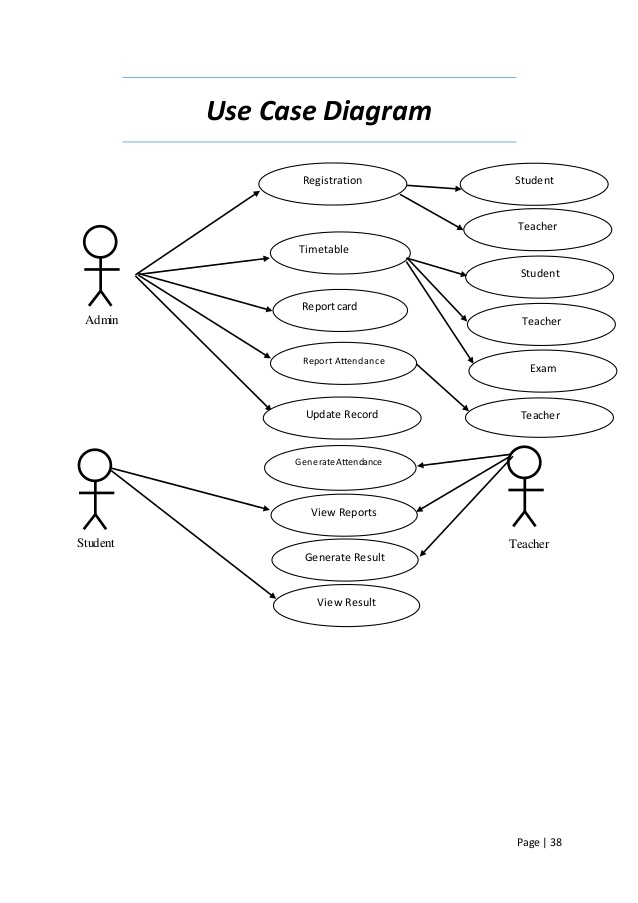 Use Case Diagram
Registration
Student
Teacher
Timetable
Student
Report card
Teacher
Admin
Report Attendance
Exam
Update Record
Teacher
Generate Attendance
View Reports
Student
Teacher
Generate Result
View Result
Page | 38